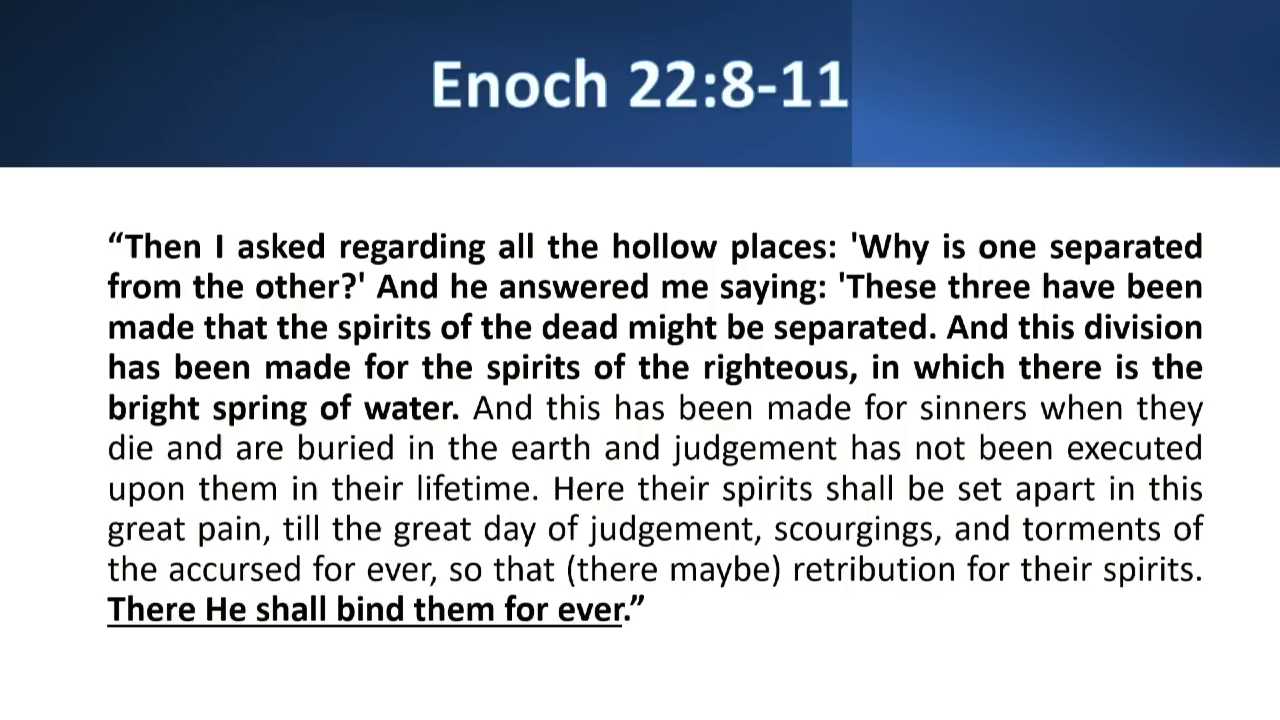 Enoch 22:8-11
“Then I asked regarding all the hollow places: 'Why is one separated
from the other?' And he answered me saying: 'These three have been
made that the spirits of the dead might be separated. And this division
has been made for the spirits of the righteous, in which there is the
bright spring of water. And this has been made for sinners when they
die and are buried in the earth and judgement has not been executed
upon them in their lifetime. Here their spirits shall be set apart in this
great pain, till the great day of judgement, scourgings, and torments of
the accursed for ever, so that (there maybe) retribution for their spirits.
There He shall bind them for ever.”